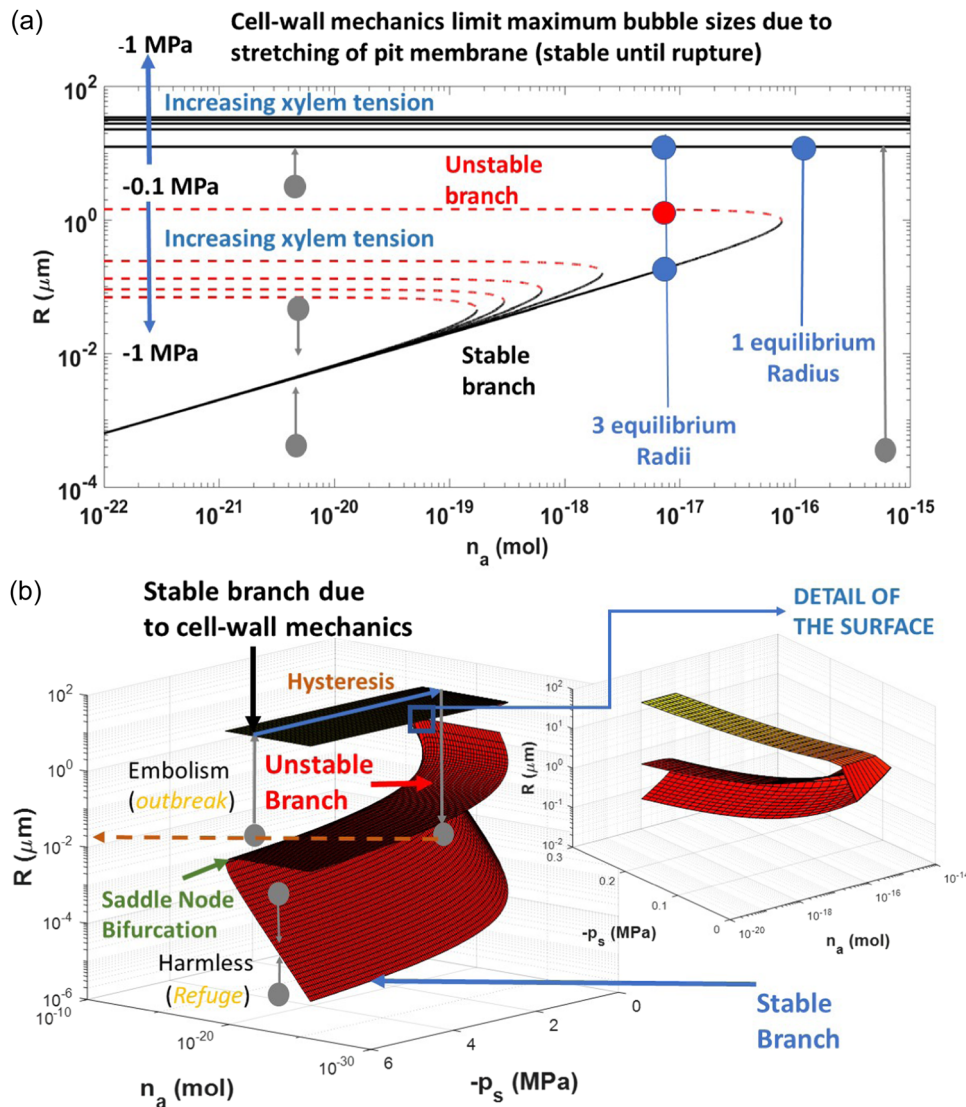 (a)
Cell-wall mechanics limit maximum bubble sizes due to
stretching of pit membrane (stable until rupture)
-1 MPa
10^2
Increasing xylem tension
Unstable
branch
-0.1 MPa
10^0
Increasing xylem tension
R (μm)
10^-2
-1 MPa
Stable
branch
1 equilibrium
Radius
3 equilibrium
Radii
10^-4
10^-22
10^-21
10^-20
10^-19
10^-18
10^-17
10^-16
10^-15
n_a (mol)
(b)
Stable branch due
to cell-wall mechanics
DETAIL OF
THE SURFACE
Hysteresis
Embolism
(outbreak)
Unstable
Branch
Saddle Node
Bifurcation
Harmless
(Refuge)
Stable
Branch
R (μm)
10^2
10^0
10^-2
10^-4
10^-6
10^-10
10^-20
10^-30
n_a (mol)
6
4
2
0
-p_s (MPa)
R (μm)
10^2
10^1
10^0
10^-1
10^-2
0.3
0.2
0.1
0
-p_s (MPa)
10^-20
10^-18
10^-16
10^-14
n_a (mol)